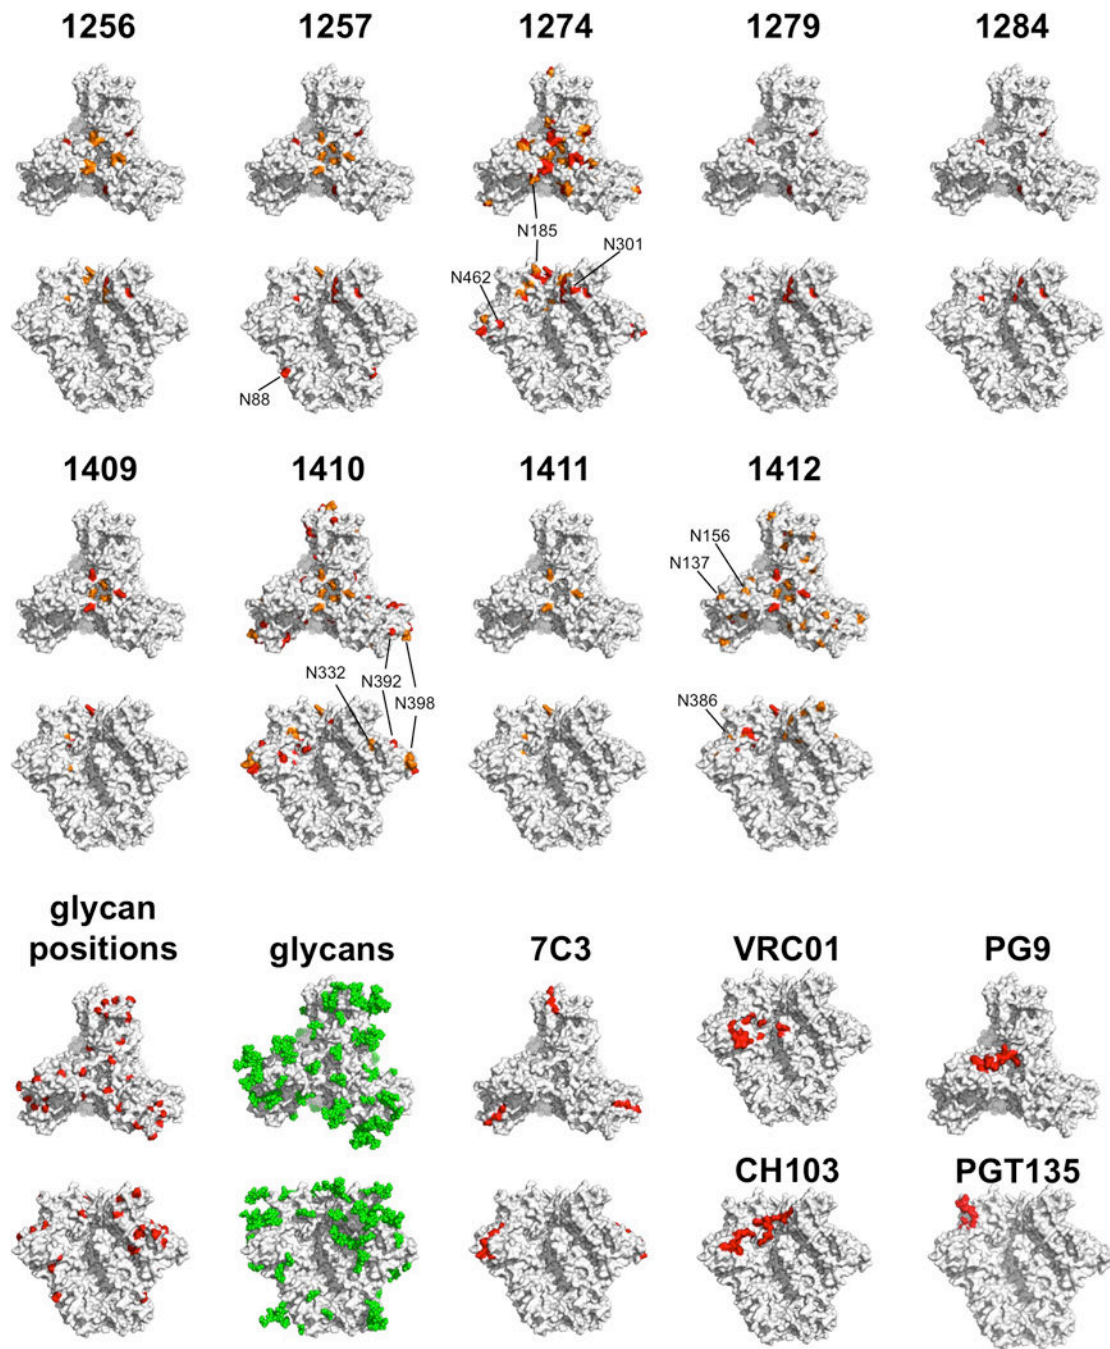 1256 1257 1274 1279 1284
N185
N301
N462
N88
1409 1410 1411 1412
N156
N137
N332
N392
N398
N386
glycan
positions
glycans 7C3 VRC01 PG9
CH103 PGT135